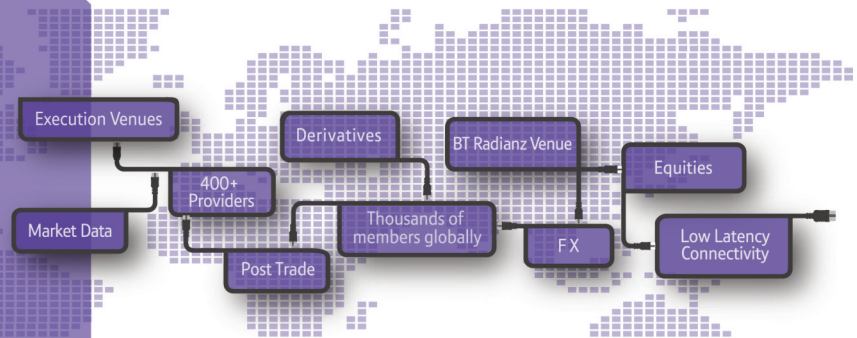 Execution Venues
Derivatives
BT Radianz Venue
Equities
400+
Providers
Market Data
Thousands of
members globally
Post Trade
FX
Low Latency
Connectivity